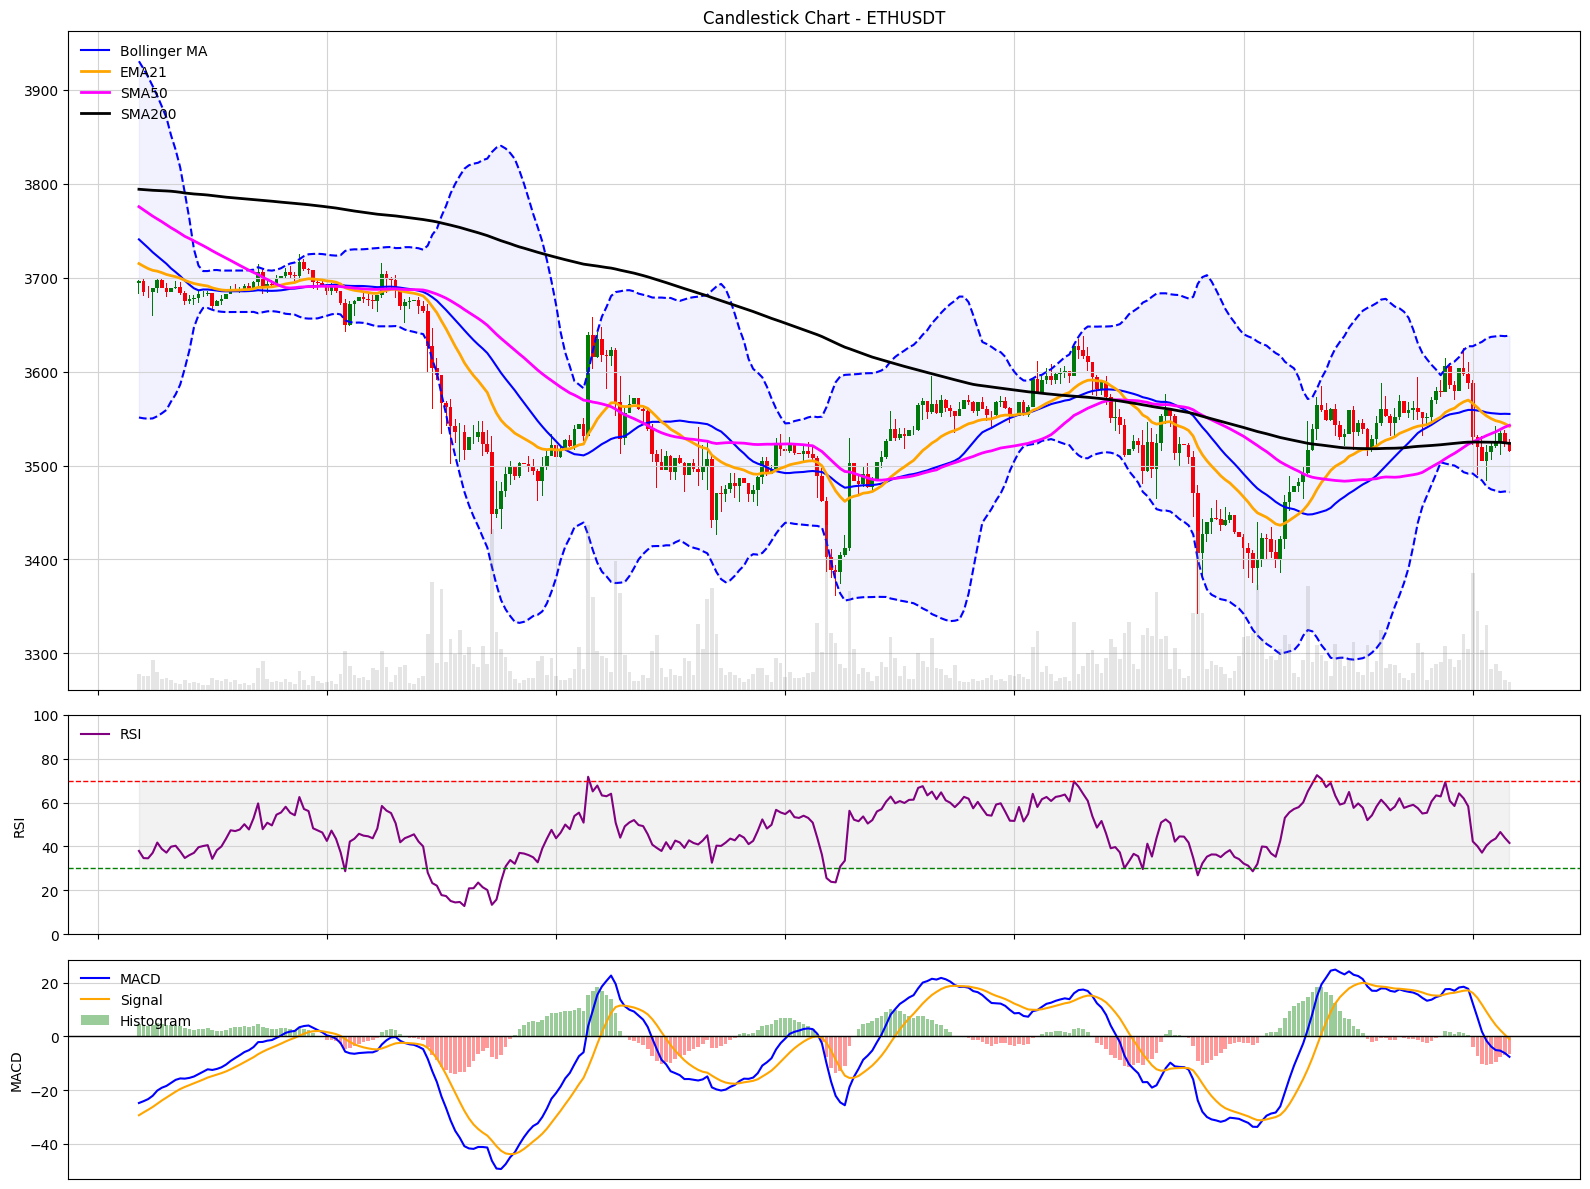 Candlestick Chart - ETHUSDT
Bollinger MA
EMA21
SMA50
SMA200
3900
3800
3700
3600
3500
3400
3300
RSI
100
80
60
40
20
0
RSI
MACD
Signal
Histogram
20
0
−20
−40
MACD